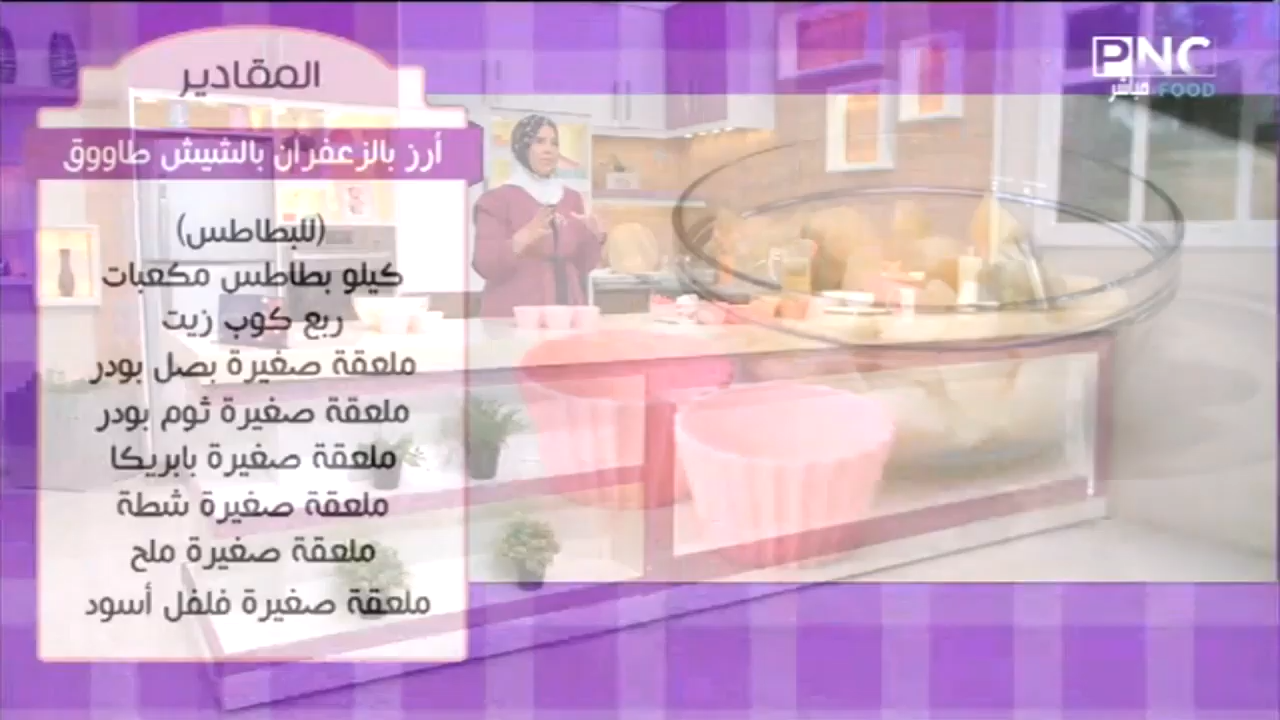 المقادير
أرز بالزعفران بالشيش طاووق
(للبطاطس)
كيلو بطاطس مكعبات
ربع كوب زيت
ملعقة صغيرة بصل بودر
ملعقة صغيرة ثوم بودر
ملعقة صغيرة بابريكا
ملعقة صغيرة شطة
ملعقة صغيرة ملح
ملعقة صغيرة فلفل أسود
PNC
مباشر FOOD